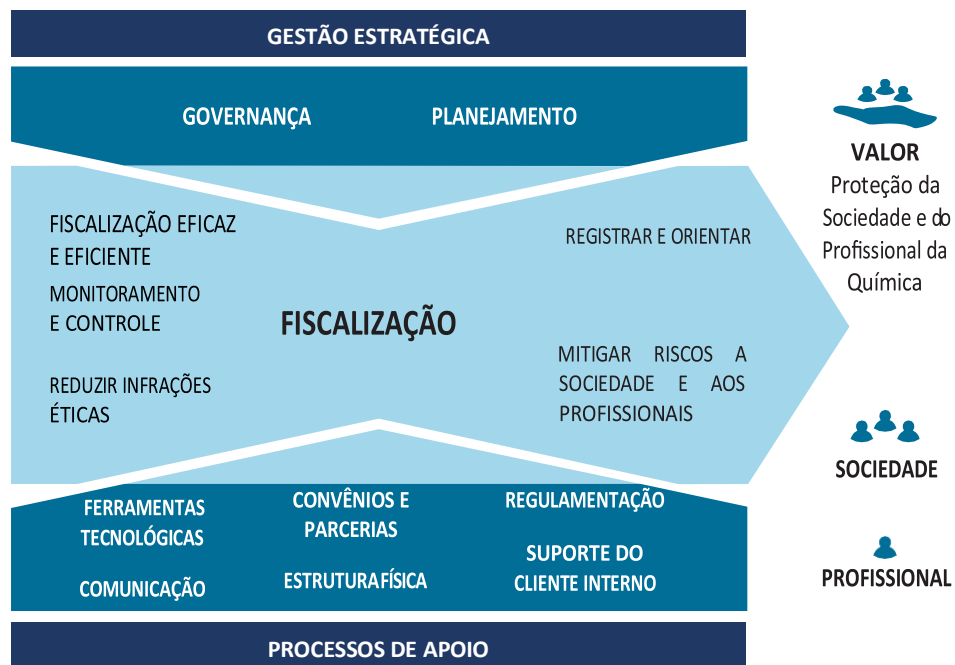 GESTÃO ESTRATÉGICA
GOVERNANÇA
PLANEJAMENTO
FISCALIZAÇÃO EFICAZ
E EFICIENTE
MONITORAMENTO
E CONTROLE
REDUZIR INFRAÇÕES
ÉTICAS
FISCALIZAÇÃO
REGISTRAR E ORIENTAR
MITIGAR RISCOS A
SOCIEDADE E AOS
PROFISSIONAIS
FERRAMENTAS
TECNOLÓGICAS
COMUNICAÇÃO
CONVÊNIOS E
PARCERIAS
ESTRUTURA FÍSICA
REGULAMENTAÇÃO
SUPORTE DO
CLIENTE INTERNO
PROCESSOS DE APOIO
VALOR
Proteção da
Sociedade e do
Profissional da
Química
SOCIEDADE
PROFISSIONAL